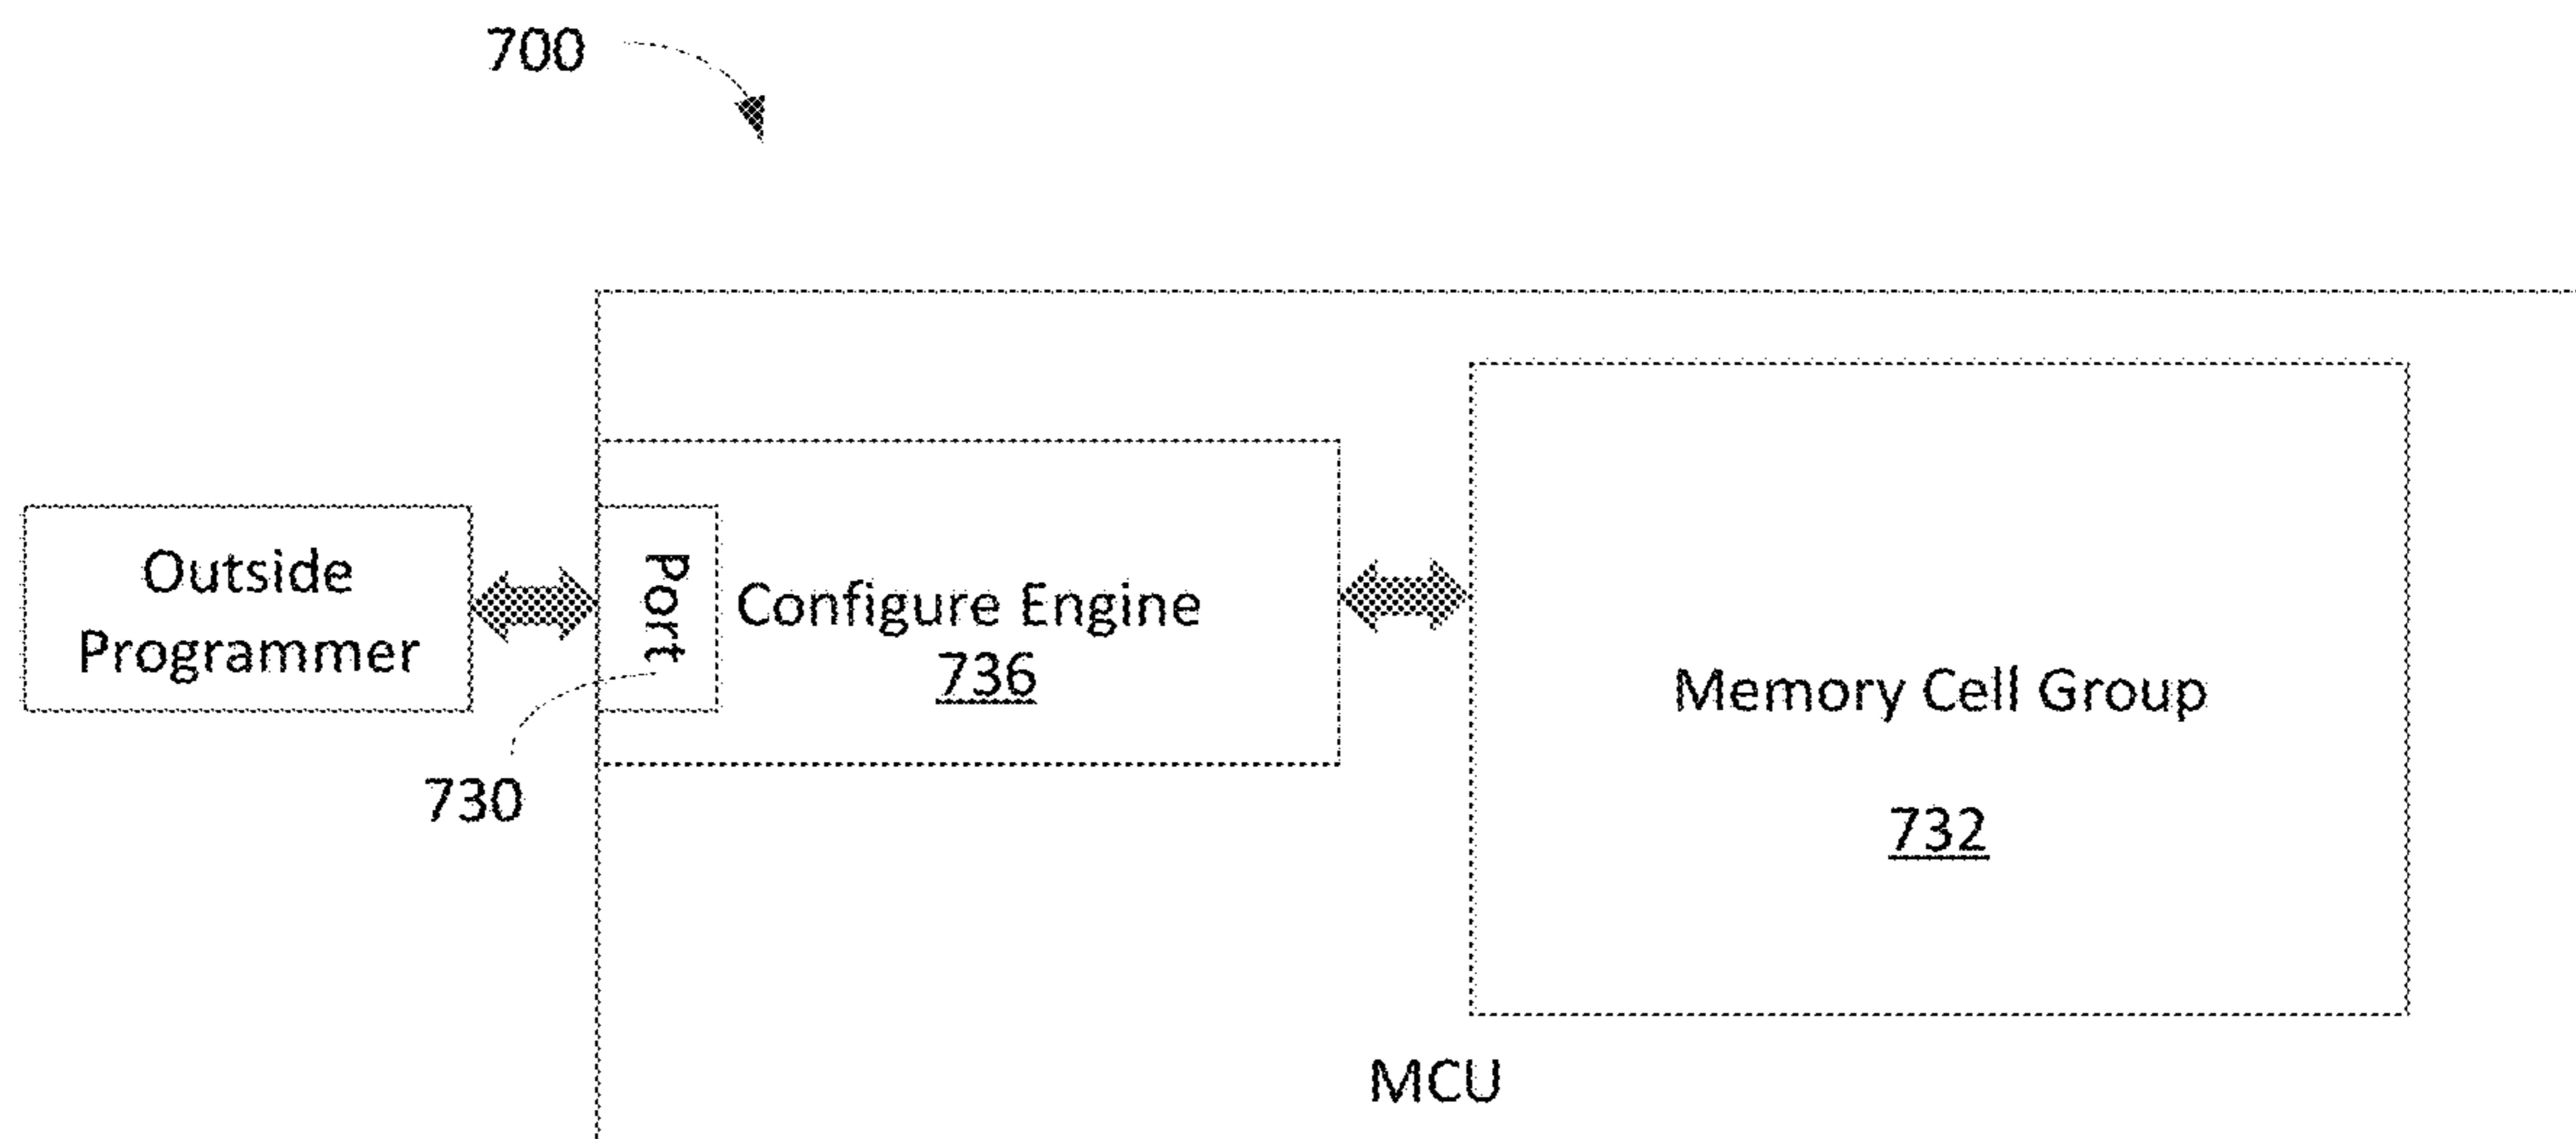 700
Outside
Programmer
Port
Configure Engine
736
730
Memory Cell Group
732
MCU